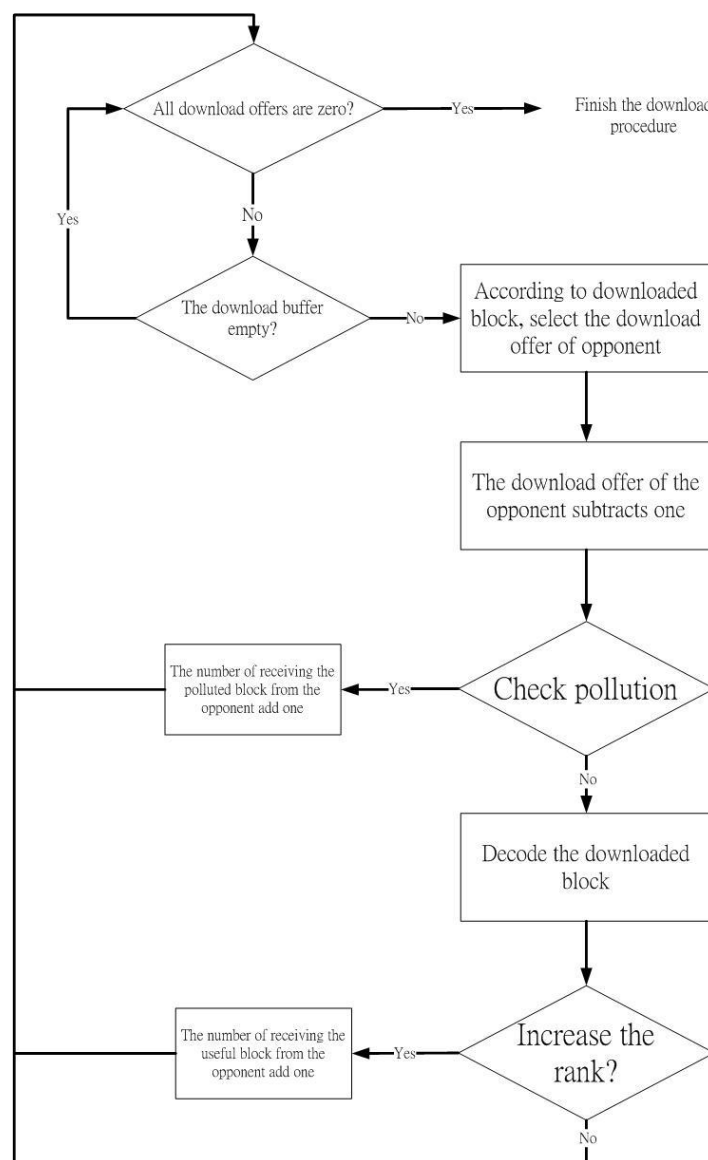 All download offers are zero?
Yes
Finish the download
procedure
Yes
No
The download buffer
empty?
No
According to downloaded
block, select the download
offer of opponent
The download offer of the
opponent subtracts one
The number of receiving the
polluted block from the
opponent add one
Yes
Check pollution
No
Decode the downloaded
block
The number of receiving the
useful block from the
opponent add one
Yes
Increase the
rank?
No